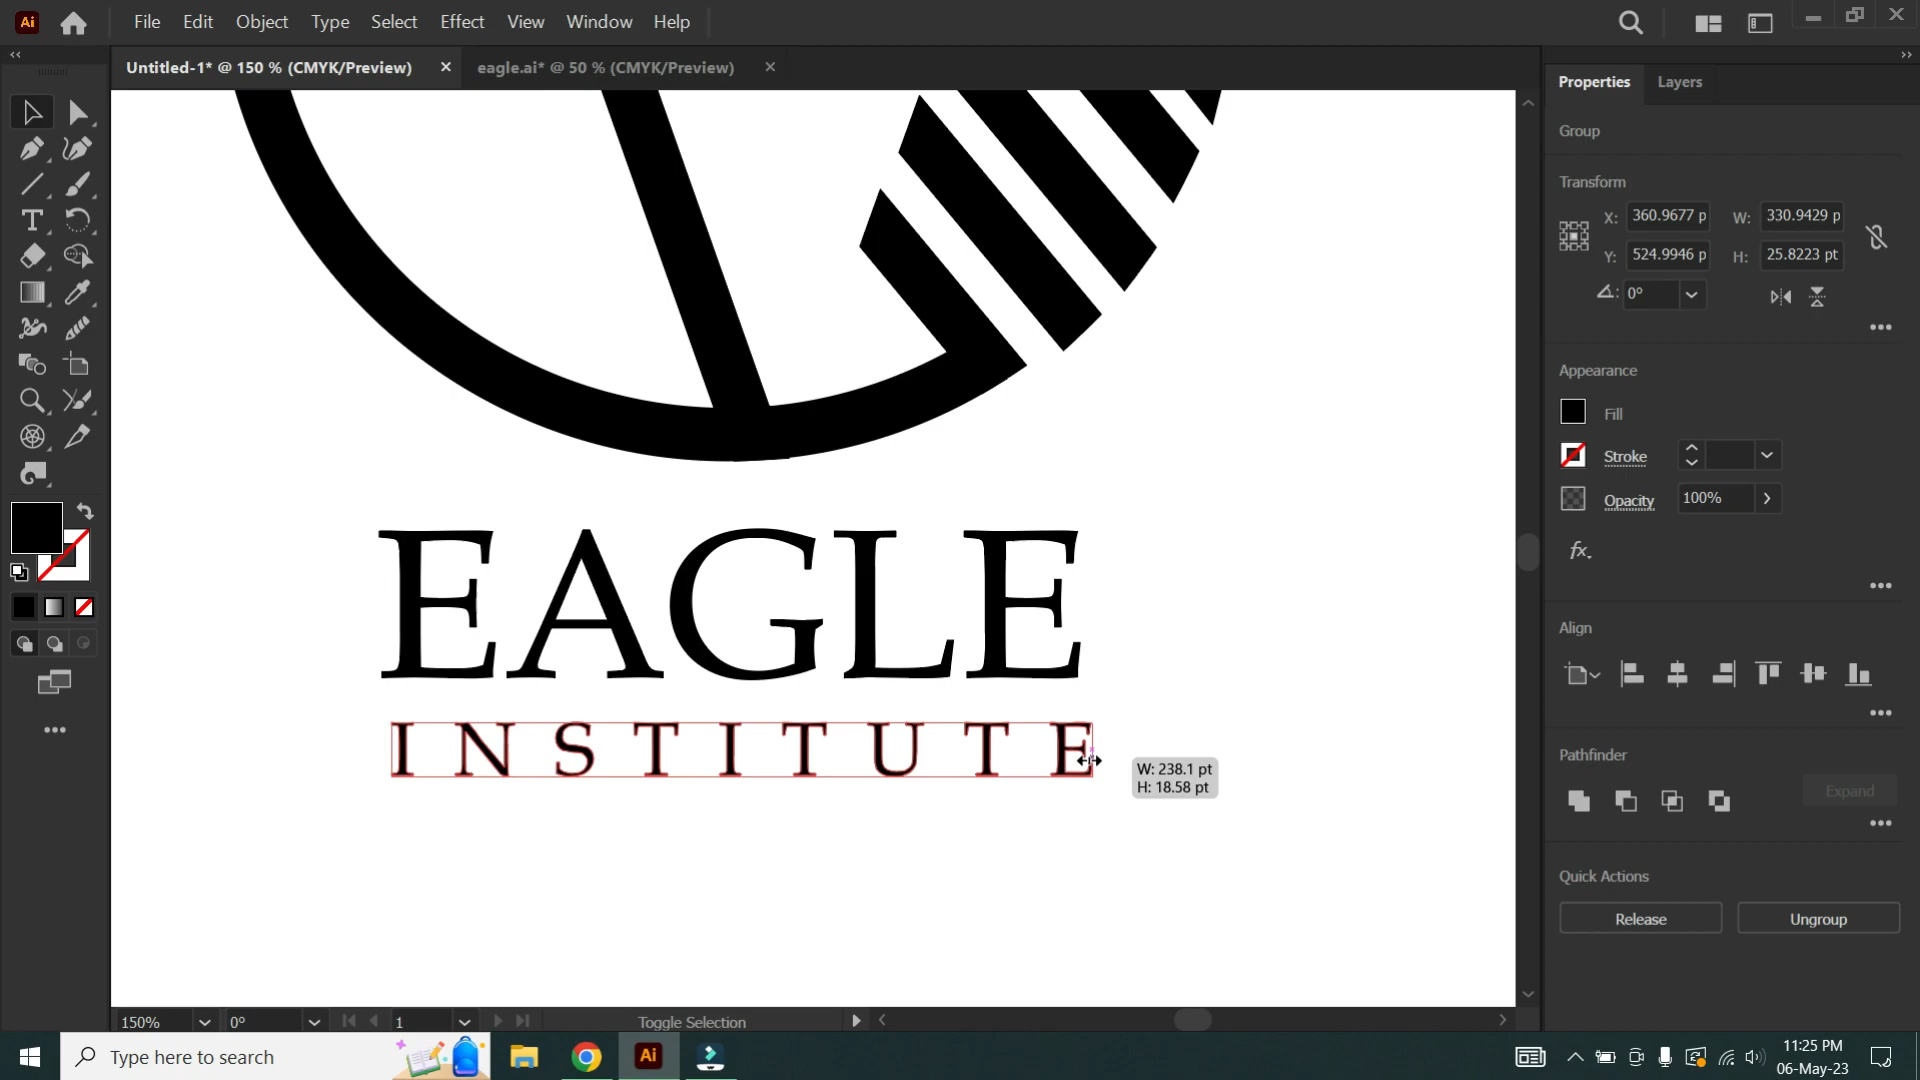 Ai File Edit Object Type Select Effect View Window Help
Untitled-1* @ 150 % (CMYK/Preview) eagle.ai* @ 50 % (CMYK/Preview)
Properties Layers
Group
Transform
X: 360.9677 p W: 330.9429 p
Y: 524.9946 p H: 25.8223 pt
0°
Appearance
Fill
Stroke
Opacity 100%
fx.
Align
Pathfinder
Expand
Quick Actions
Release Ungroup
EAGLE
INSTITUTE
W: 238.1 pt
H: 18.58 pt
150% 0° 1 Toggle Selection
Type here to search Ai
11:25 PM
06-May-23